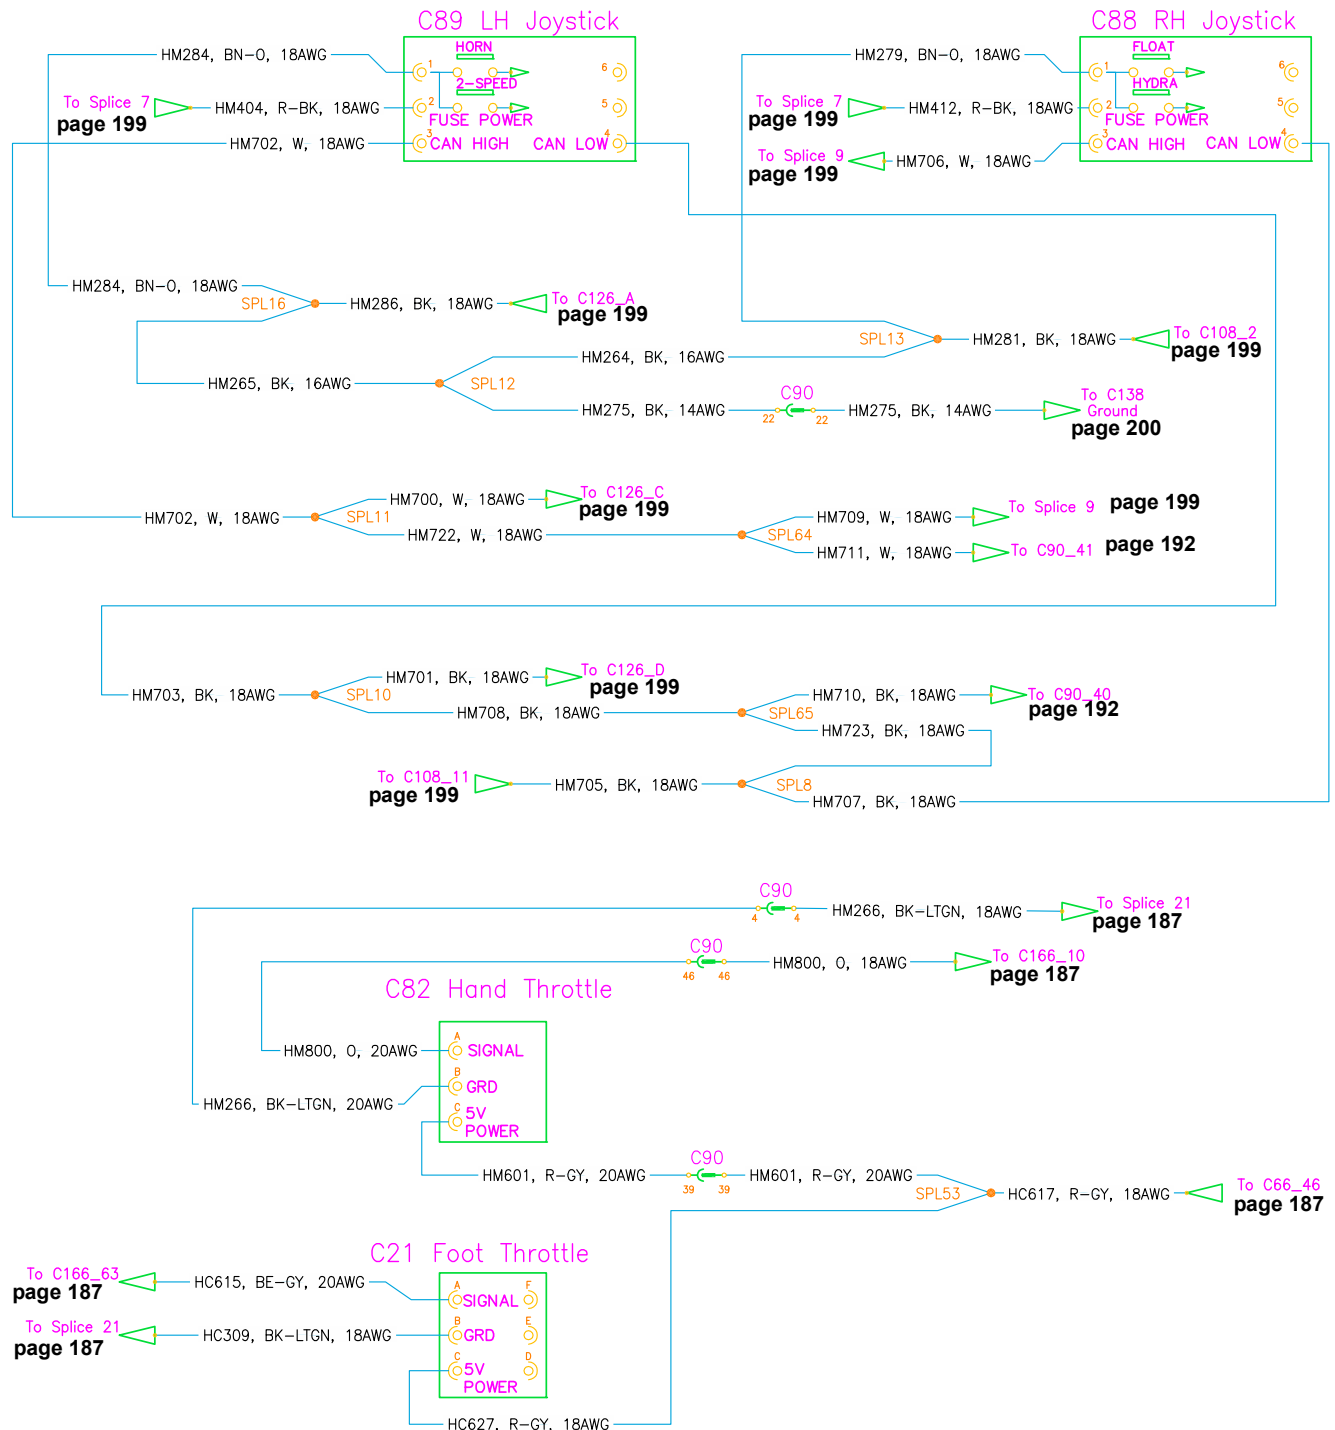 C89 LH Joystick
C88 RH Joystick
HM284, BN-O, 18AWG
1
HORN
6
2-SPEED
To Splice 7
page 199
HM404, R-BK, 18AWG
2
5
FUSE POWER
HM702, W, 18AWG
3
CAN HIGH
CAN LOW
4
HM279, BN-O, 18AWG
1
FLOAT
6
HYDRA
To Splice 7
page 199
HM412, R-BK, 18AWG
2
5
FUSE POWER
To Splice 9
page 199
HM706, W, 18AWG
3
CAN HIGH
CAN LOW
4
HM284, BN-O, 18AWG
SPL16
HM286, BK, 18AWG
To C126_A
page 199
SPL13
HM281, BK, 18AWG
To C108_2
page 199
HM264, BK, 16AWG
HM265, BK, 16AWG
SPL12
HM275, BK, 14AWG
C90
22
22
HM275, BK, 14AWG
To C138
Ground
page 200
HM702, W, 18AWG
SPL11
HM700, W, 18AWG
To C126_C
page 199
HM722, W, 18AWG
SPL64
HM709, W, 18AWG
To Splice 9
page 199
HM711, W, 18AWG
To C90_41
page 192
HM703, BK, 18AWG
SPL10
HM701, BK, 18AWG
To C126_D
page 199
HM708, BK, 18AWG
SPL65
HM710, BK, 18AWG
To C90_40
page 192
HM723, BK, 18AWG
To C108_11
page 199
HM705, BK, 18AWG
SPL8
HM707, BK, 18AWG
C90
4
4
HM266, BK-LTGN, 18AWG
To Splice 21
page 187
C90
46
46
HM800, O, 18AWG
To C166_10
page 187
C82 Hand Throttle
HM800, O, 20AWG
A
SIGNAL
HM266, BK-LTGN, 20AWG
B
GRD
C
5V
POWER
HM601, R-GY, 20AWG
C90
39
39
HM601, R-GY, 20AWG
SPL53
HC617, R-GY, 18AWG
To C66_46
page 187
C21 Foot Throttle
To C166_63
page 187
HC615, BE-GY, 20AWG
A
SIGNAL
F
To Splice 21
page 187
HC309, BK-LTGN, 18AWG
B
GRD
E
C
5V
POWER
D
HC627, R-GY, 18AWG